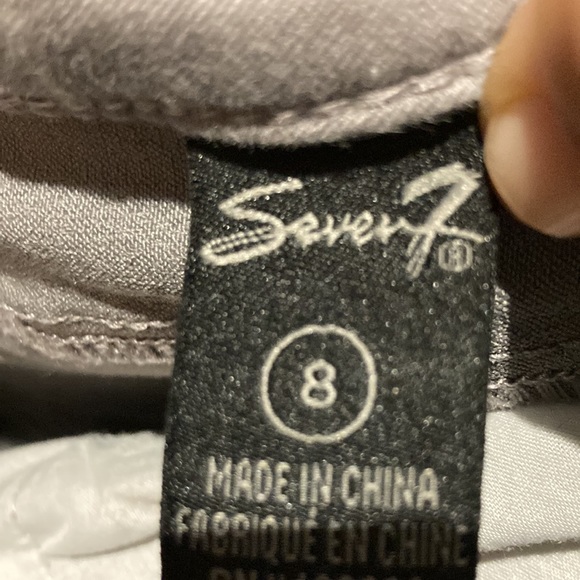 Seven7®
8
MADE IN CHINA
FABRIQUÉ EN CHINE